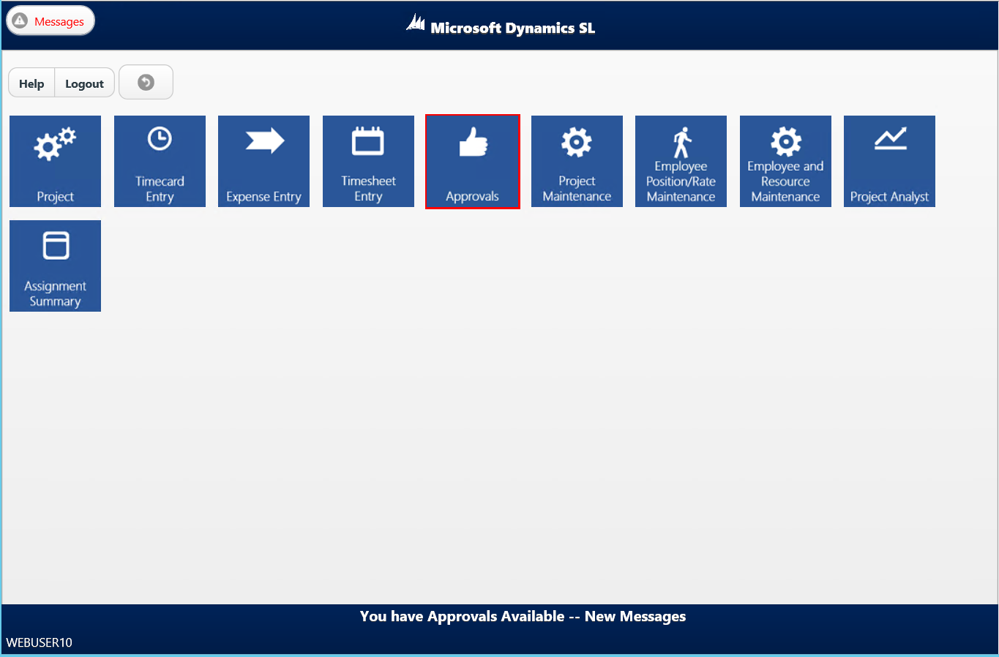 Messages
Microsoft Dynamics SL
Help
Logout
Project
Timecard
Entry
Expense Entry
Timesheet
Entry
Approvals
Project
Maintenance
Employee
Position/Rate
Maintenance
Employee and
Resource
Maintenance
Project Analyst
Assignment
Summary
You have Approvals Available -- New Messages
WEBUSER10